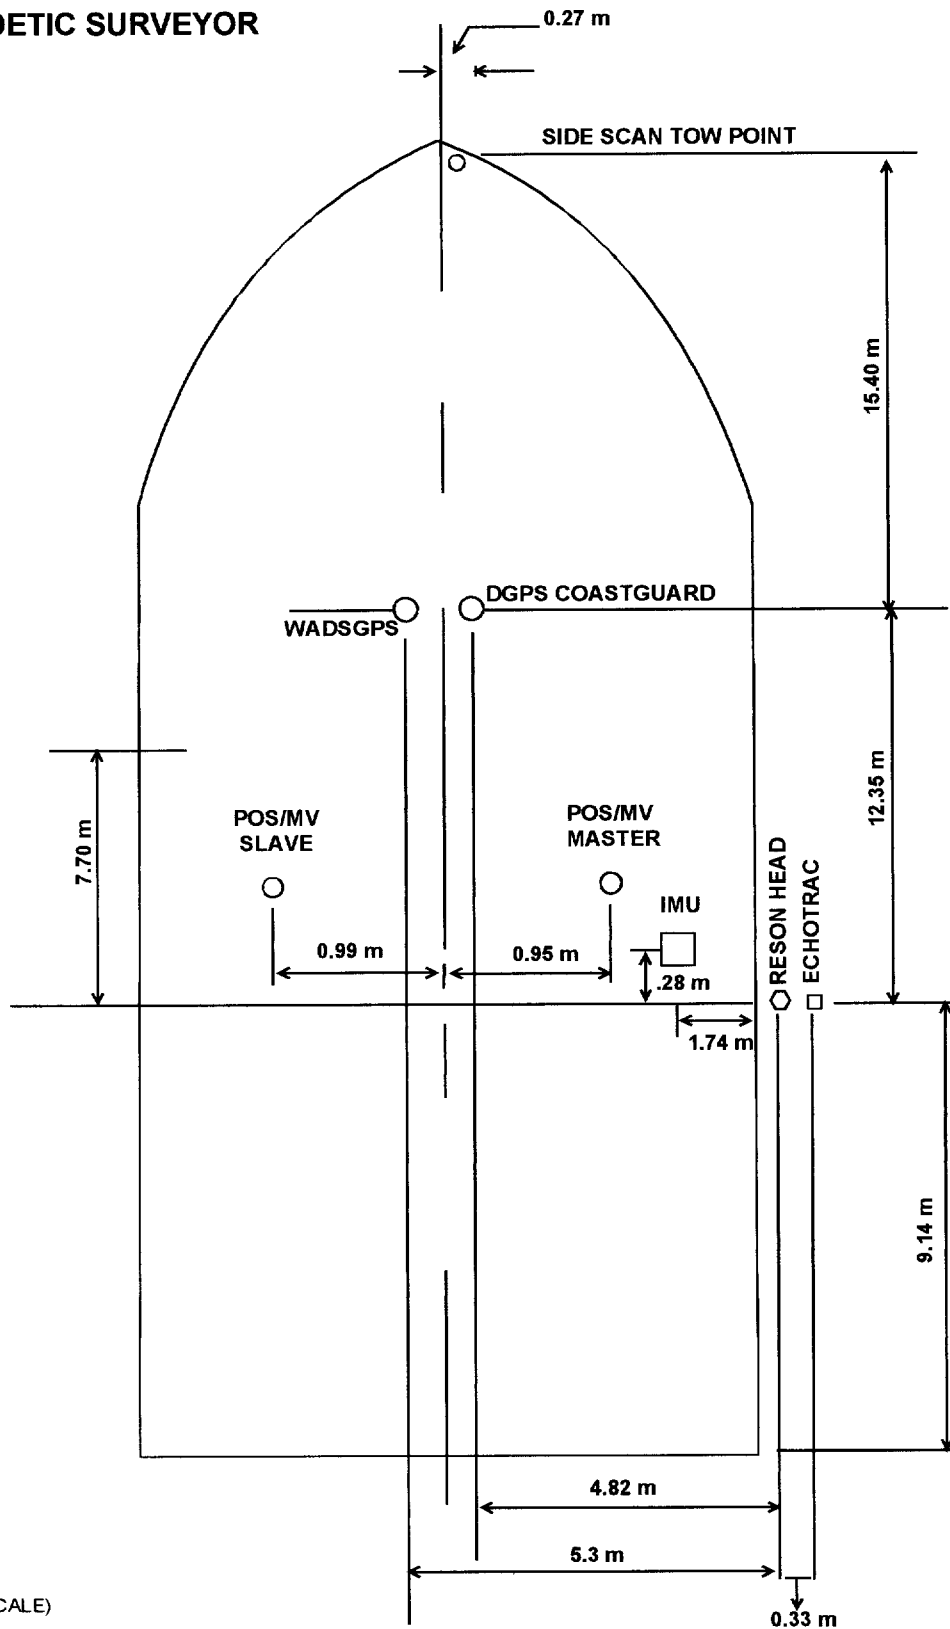 DETIC SURVEYOR
0.27 m
SIDE SCAN TOW POINT
15.40 m
DGPS COASTGUARD
WADSGPS
12.35 m
7.70 m
POS/MV
SLAVE
POS/MV
MASTER
IMU
RESON HEAD
ECHOTRAC
0.99 m
0.95 m
.28 m
1.74 m
9.14 m
4.82 m
5.3 m
0.33 m
CALE)